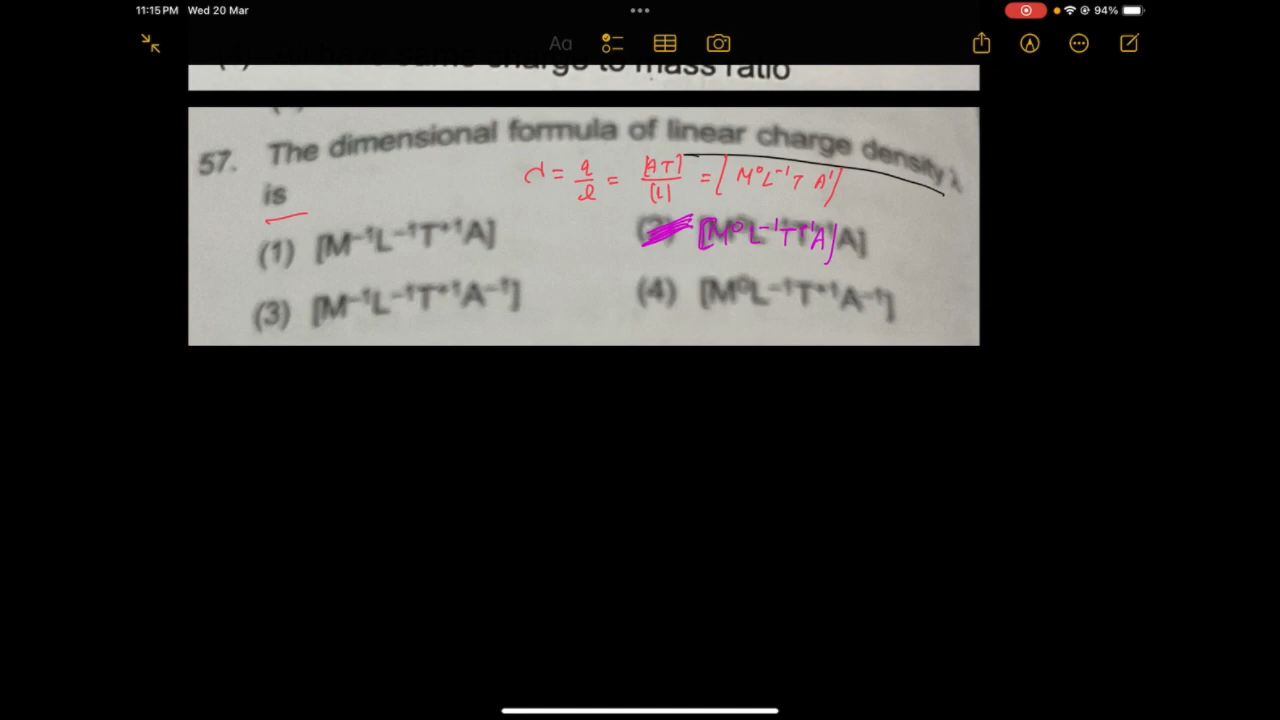 11:15 PM Wed 20 Mar
94%
Aa
same charge to mass ratio
57. The dimensional formula of linear charge density λ
is
λ = q/l = [AT]/[L] = [M⁰L⁻¹T A¹]
(1) [M⁻¹L⁻¹T⁺¹A]
[M⁰L⁻¹T¹A]
(3) [M⁻¹L⁻¹T⁺¹A⁻¹]
(4) [M⁰L⁻¹T⁺¹A⁻¹]